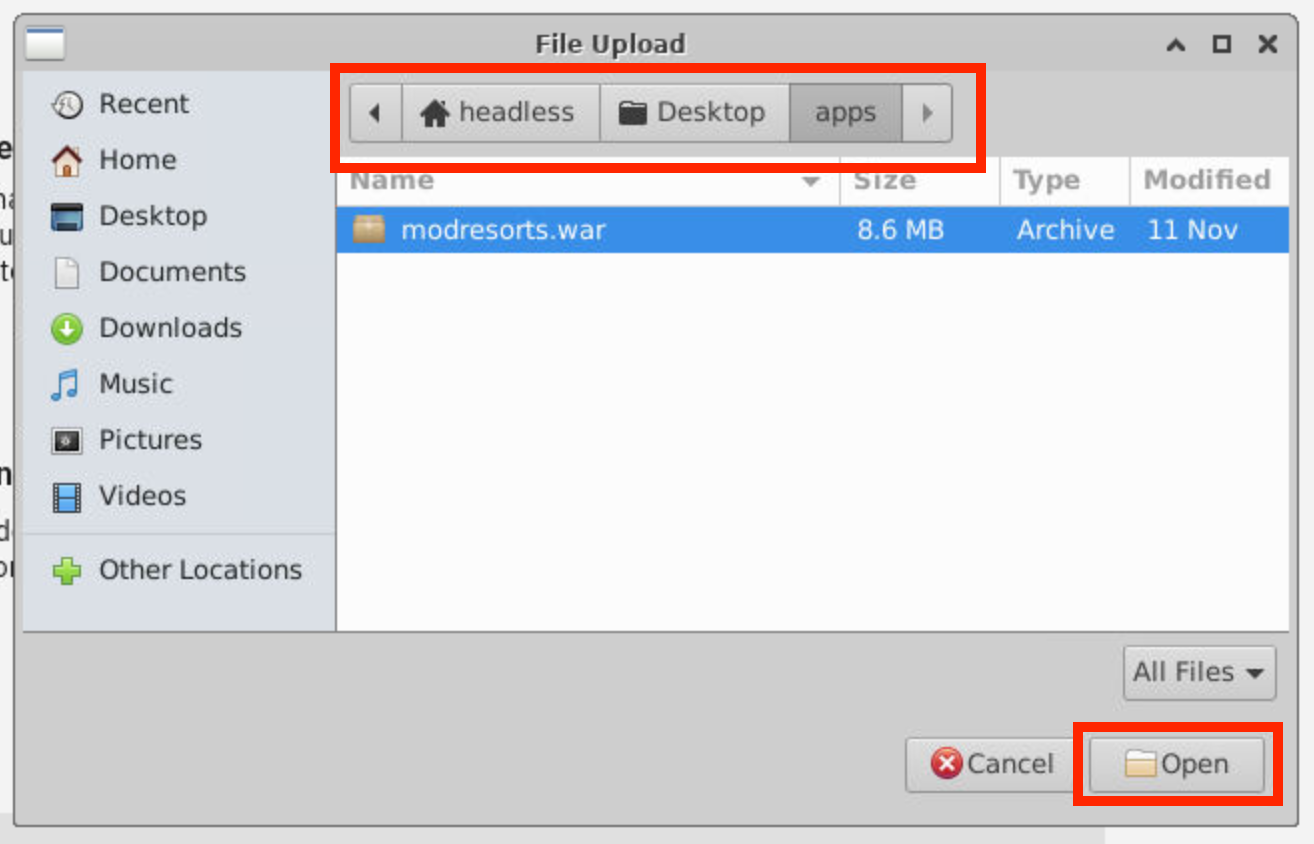 File Upload
Recent
Home
Desktop
Documents
Downloads
Music
Pictures
Videos
Other Locations
headless Desktop apps
Name Size Type Modified
modresorts.war 8.6 MB Archive 11 Nov
All Files
Cancel Open